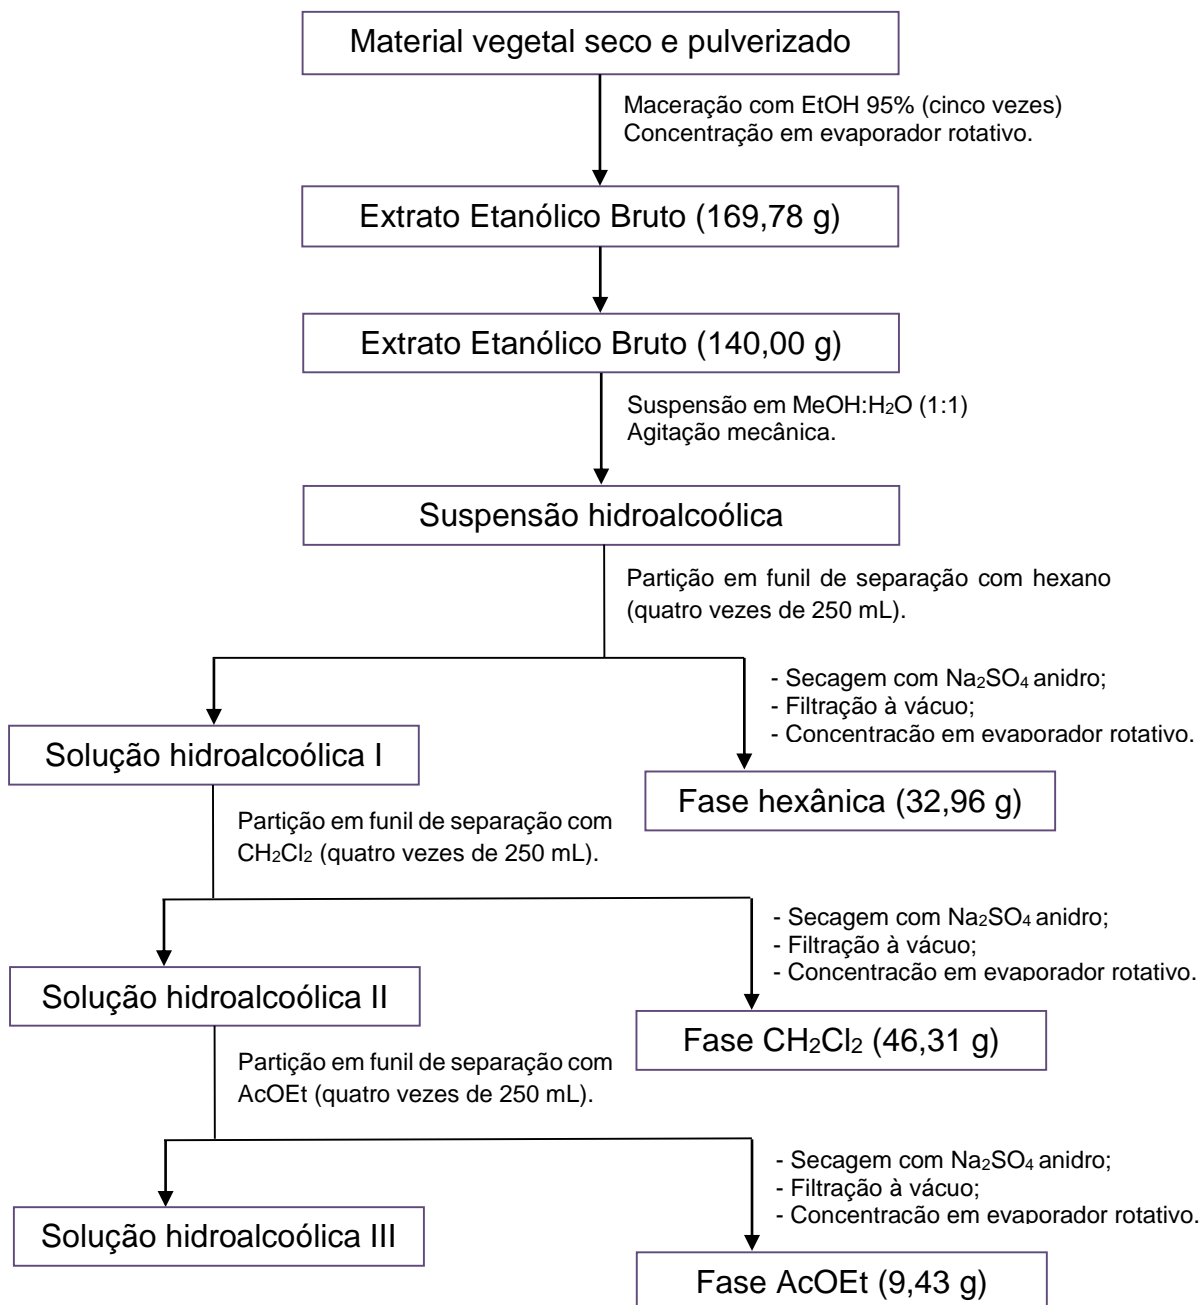 Material vegetal seco e pulverizado
Maceração com EtOH 95% (cinco vezes)
Concentração em evaporador rotativo.
Extrato Etanólico Bruto (169,78 g)
Extrato Etanólico Bruto (140,00 g)
Suspensão em MeOH:H₂O (1:1)
Agitação mecânica.
Suspensão hidroalcoólica
Partição em funil de separação com hexano
(quatro vezes de 250 mL).
- Secagem com Na₂SO₄ anidro;
- Filtração à vácuo;
- Concentração em evaporador rotativo.
Solução hidroalcoólica I
Fase hexânica (32,96 g)
Partição em funil de separação com
CH₂Cl₂ (quatro vezes de 250 mL).
- Secagem com Na₂SO₄ anidro;
- Filtração à vácuo;
- Concentração em evaporador rotativo.
Solução hidroalcoólica II
Fase CH₂Cl₂ (46,31 g)
Partição em funil de separação com
AcOEt (quatro vezes de 250 mL).
- Secagem com Na₂SO₄ anidro;
- Filtração à vácuo;
- Concentração em evaporador rotativo.
Solução hidroalcoólica III
Fase AcOEt (9,43 g)